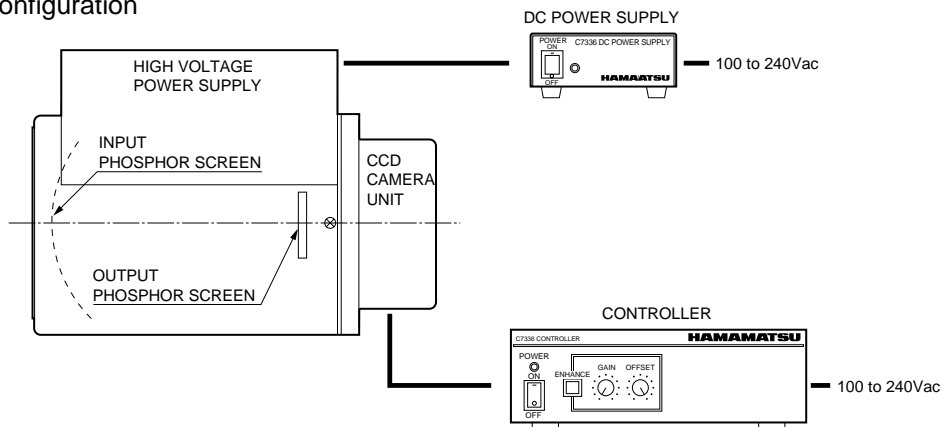 onfiguration
DC POWER SUPPLY
POWER
ON
C7336 DC POWER SUPPLY
OFF
HAMAATSU
100 to 240Vac
HIGH VOLTAGE
POWER SUPPLY
INPUT
PHOSPHOR SCREEN
CCD
CAMERA
UNIT
OUTPUT
PHOSPHOR SCREEN
CONTROLLER
C7336 CONTROLLER
HAMAMATSU
POWER
ON
OFF
ENHANCE
GAIN OFFSET
100 to 240Vac